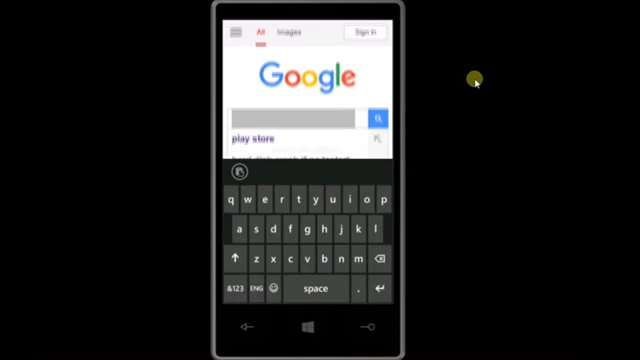 All Images Sign in
Google
play store
q w e r t y u i o p
a s d f g h j k l
z x c v b n m
&123 ENG space .